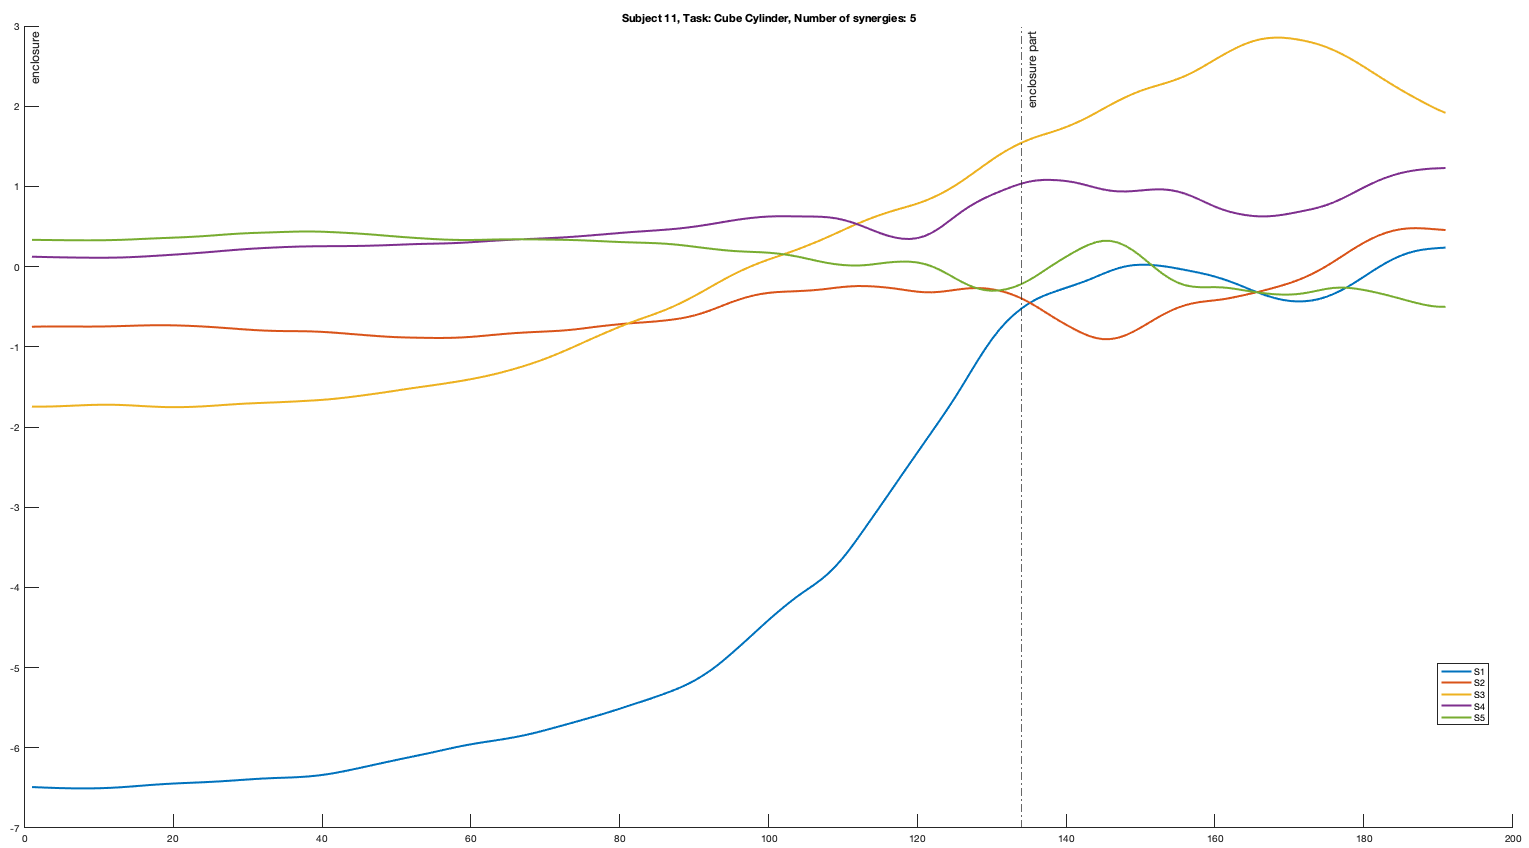 Subject 11, Task: Cube Cylinder, Number of synergies: 5
enclosure
enclosure part
3
2
1
0
-1
-2
-3
-4
-5
-6
-7
0 20 40 60 80 100 120 140 160 180 200
S1
S2
S3
S4
S5